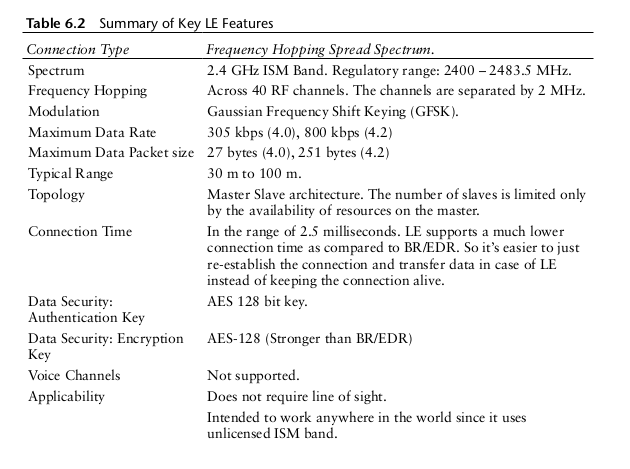 Table 6.2 Summary of Key LE Features
Connection Type Frequency Hopping Spread Spectrum.
Spectrum 2.4 GHz ISM Band. Regulatory range: 2400 – 2483.5 MHz.
Frequency Hopping Across 40 RF channels. The channels are separated by 2 MHz.
Modulation Gaussian Frequency Shift Keying (GFSK).
Maximum Data Rate 305 kbps (4.0), 800 kbps (4.2)
Maximum Data Packet size 27 bytes (4.0), 251 bytes (4.2)
Typical Range 30 m to 100 m.
Topology Master Slave architecture. The number of slaves is limited only
by the availability of resources on the master.
Connection Time In the range of 2.5 milliseconds. LE supports a much lower
connection time as compared to BR/EDR. So it's easier to just
re-establish the connection and transfer data in case of LE
instead of keeping the connection alive.
Data Security: AES 128 bit key.
Authentication Key
Data Security: Encryption AES-128 (Stronger than BR/EDR)
Key
Voice Channels Not supported.
Applicability Does not require line of sight.
Intended to work anywhere in the world since it uses
unlicensed ISM band.